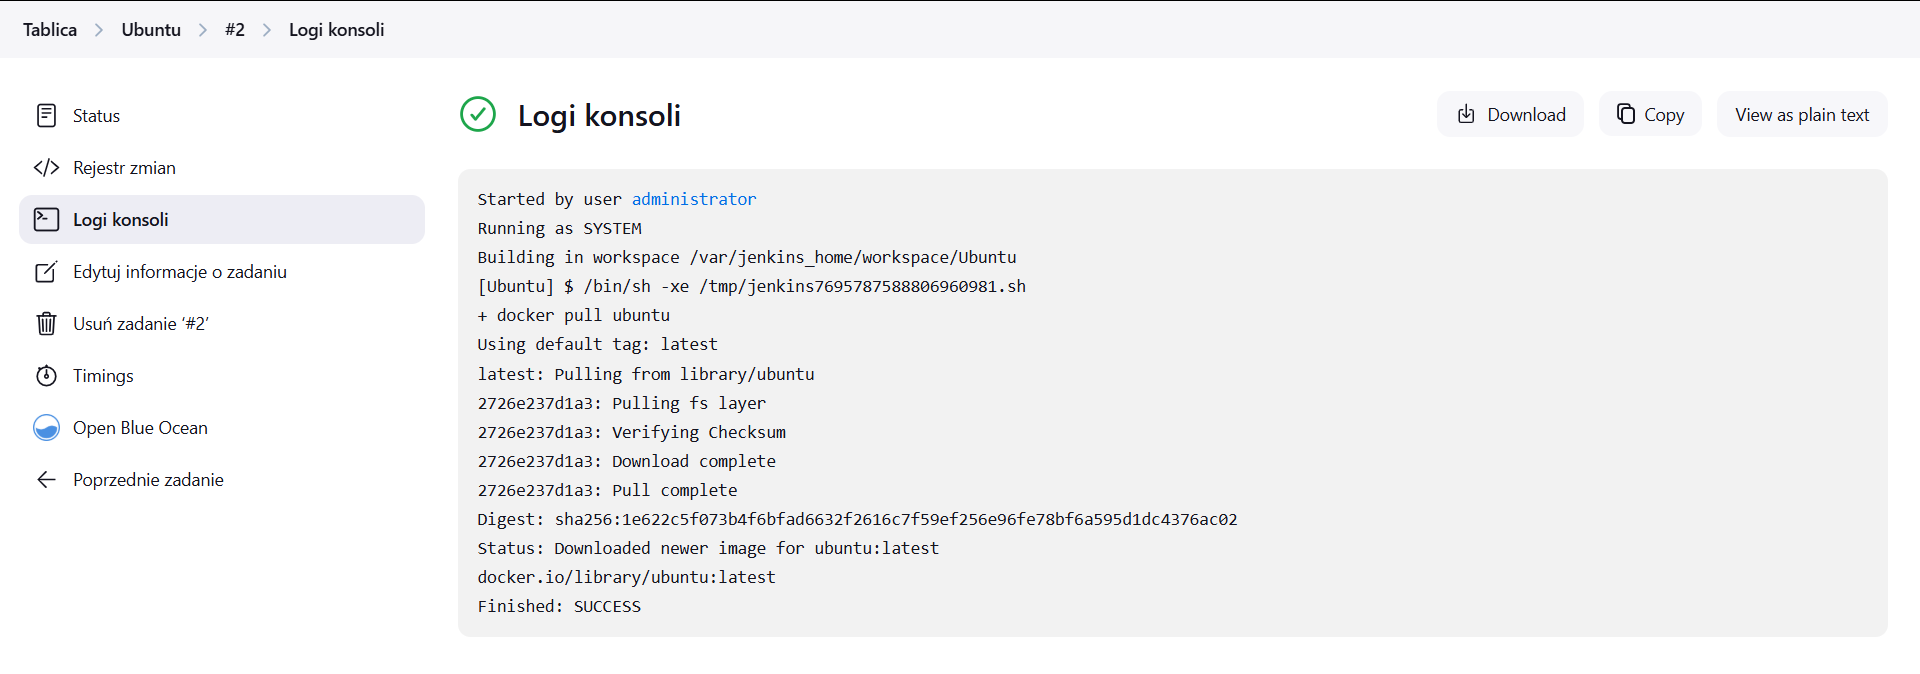 Tablica > Ubuntu > #2 > Logi konsoli
Status
Rejestr zmian
Logi konsoli
Edytuj informacje o zadaniu
Usuń zadanie ‘#2’
Timings
Open Blue Ocean
Poprzednie zadanie
Logi konsoli
Download
Copy
View as plain text
Started by user administrator
Running as SYSTEM
Building in workspace /var/jenkins_home/workspace/Ubuntu
[Ubuntu] $ /bin/sh -xe /tmp/jenkins7695787588806960981.sh
+ docker pull ubuntu
Using default tag: latest
latest: Pulling from library/ubuntu
2726e237d1a3: Pulling fs layer
2726e237d1a3: Verifying Checksum
2726e237d1a3: Download complete
2726e237d1a3: Pull complete
Digest: sha256:1e622c5f073b4f6bfad6632f2616c7f59ef256e96fe78bf6a595d1dc4376ac02
Status: Downloaded newer image for ubuntu:latest
docker.io/library/ubuntu:latest
Finished: SUCCESS